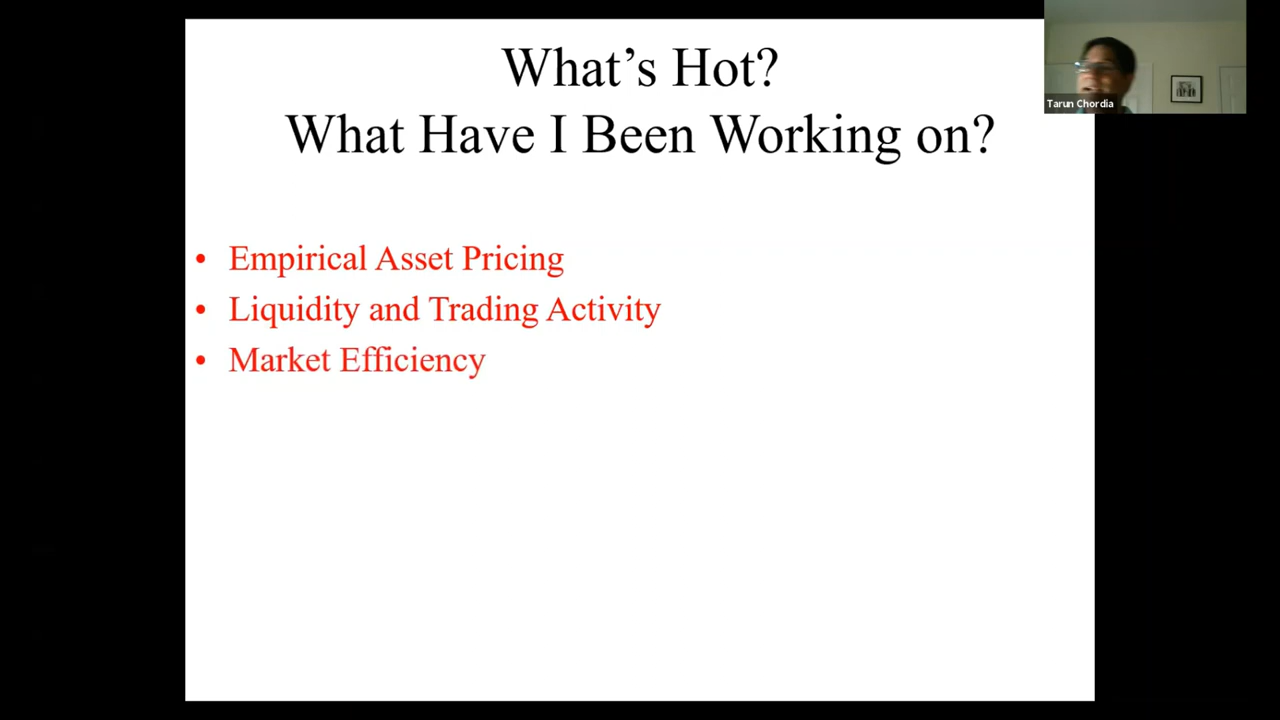 What's Hot?
What Have I Been Working on?
Tarun Chordia
• Empirical Asset Pricing
• Liquidity and Trading Activity
• Market Efficiency